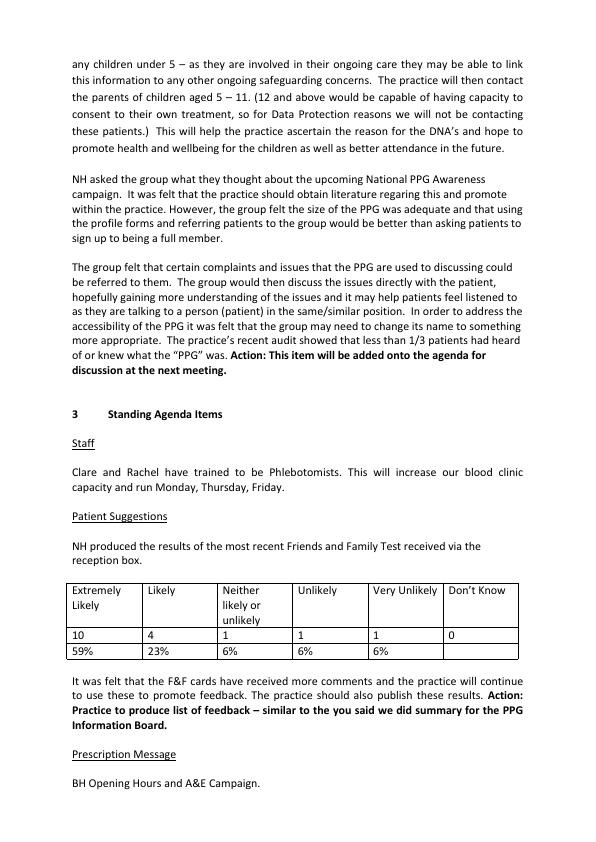 any children under 5 – as they are involved in their ongoing care they may be able to link
this information to any other ongoing safeguarding concerns.  The practice will then contact
the parents of children aged 5 – 11. (12 and above would be capable of having capacity to
consent to their own treatment, so for Data Protection reasons we will not be contacting
these patients.)  This will help the practice ascertain the reason for the DNA's and hope to
promote health and wellbeing for the children as well as better attendance in the future.
NH asked the group what they thought about the upcoming National PPG Awareness
campaign.  It was felt that the practice should obtain literature regaring this and promote
within the practice. However, the group felt the size of the PPG was adequate and that using
the profile forms and referring patients to the group would be better than asking patients to
sign up to being a full member.
The group felt that certain complaints and issues that the PPG are used to discussing could
be referred to them.  The group would then discuss the issues directly with the patient,
hopefully gaining more understanding of the issues and it may help patients feel listened to
as they are talking to a person (patient) in the same/similar position.  In order to address the
accessibility of the PPG it was felt that the group may need to change its name to something
more appropriate.  The practice's recent audit showed that less than 1/3 patients had heard
of or knew what the “PPG” was. Action: This item will be added onto the agenda for
discussion at the next meeting.
3 Standing Agenda Items
Staff
Clare and Rachel have trained to be Phlebotomists. This will increase our blood clinic
capacity and run Monday, Thursday, Friday.
Patient Suggestions
NH produced the results of the most recent Friends and Family Test received via the
reception box.
Extremely Likely Neither Unlikely Very Unlikely Don't Know
Likely likely or
unlikely
10 4 1 1 1 0
59% 23% 6% 6% 6%
It was felt that the F&F cards have received more comments and the practice will continue
to use these to promote feedback. The practice should also publish these results. Action:
Practice to produce list of feedback – similar to the you said we did summary for the PPG
Information Board.
Prescription Message
BH Opening Hours and A&E Campaign.